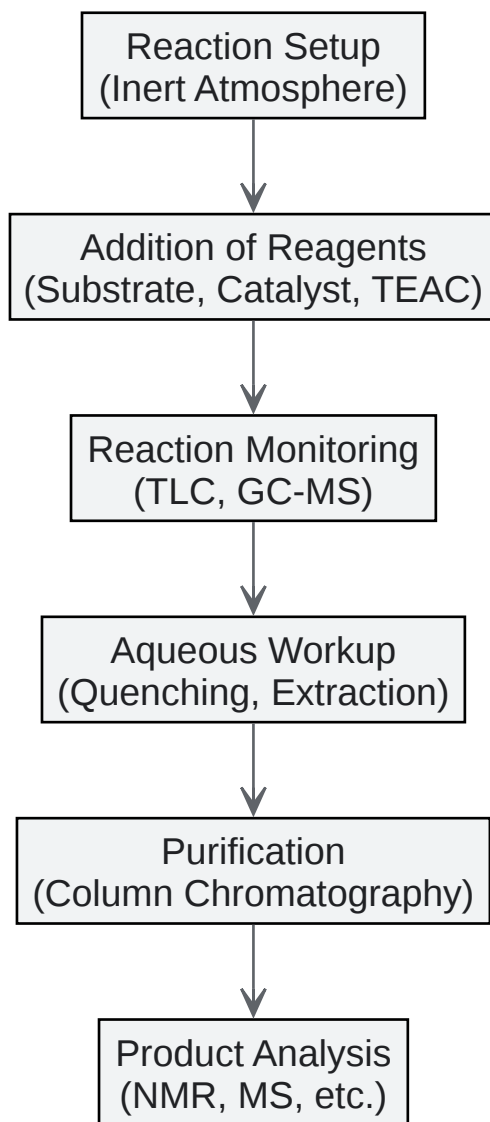 Reaction Setup
(Inert Atmosphere)
Addition of Reagents
(Substrate, Catalyst, TEAC)
Reaction Monitoring
(TLC, GC-MS)
Aqueous Workup
(Quenching, Extraction)
Purification
(Column Chromatography)
Product Analysis
(NMR, MS, etc.)